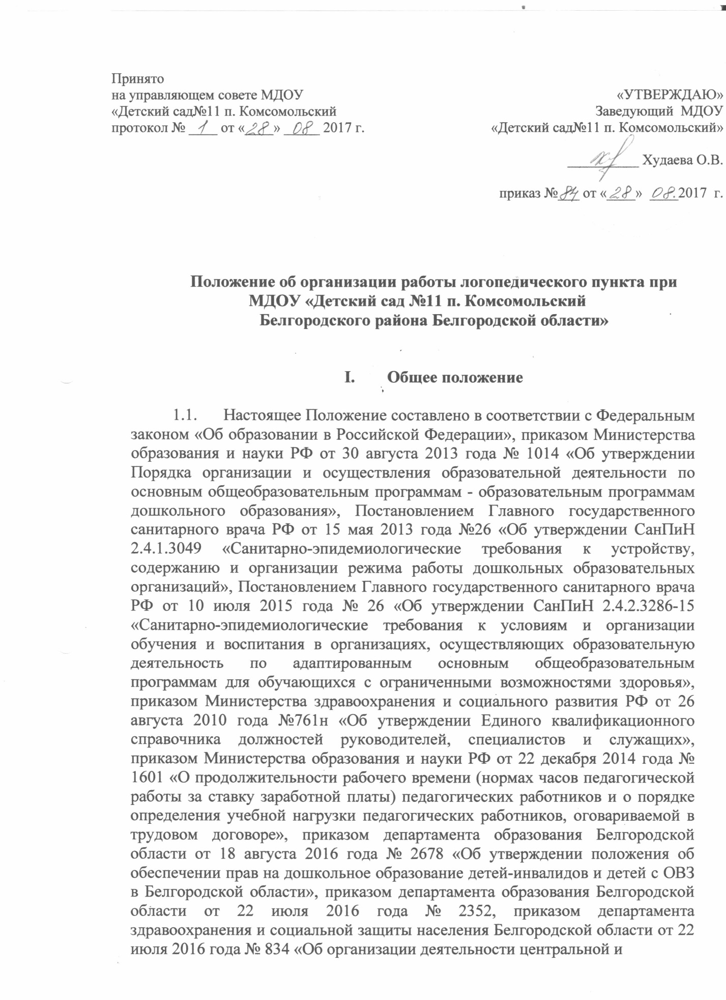 Принято
на управляющем совете МДОУ
«Детский сад№11 п. Комсомольский
протокол № 1 от «28» 08 2017 г.
«УТВЕРЖДАЮ»
Заведующий МДОУ
«Детский сад№11 п. Комсомольский»
Худаева О.В.
приказ №84 от «28» 08.2017 г.
Положение об организации работы логопедического пункта при
МДОУ «Детский сад №11 п. Комсомольский
Белгородского района Белгородской области»
I. Общее положение
1.1. Настоящее Положение составлено в соответствии с Федеральным
законом «Об образовании в Российской Федерации», приказом Министерства
образования и науки РФ от 30 августа 2013 года № 1014 «Об утверждении
Порядка организации и осуществления образовательной деятельности по
основным общеобразовательным программам - образовательным программам
дошкольного образования», Постановлением Главного государственного
санитарного врача РФ от 15 мая 2013 года №26 «Об утверждении СанПиН
2.4.1.3049 «Санитарно-эпидемиологические требования к устройству,
содержанию и организации режима работы дошкольных образовательных
организаций», Постановлением Главного государственного санитарного врача
РФ от 10 июля 2015 года № 26 «Об утверждении СанПиН 2.4.2.3286-15
«Санитарно-эпидемиологические требования к условиям и организации
обучения и воспитания в организациях, осуществляющих образовательную
деятельность по адаптированным основным общеобразовательным
программам для обучающихся с ограниченными возможностями здоровья»,
приказом Министерства здравоохранения и социального развития РФ от 26
августа 2010 года №761н «Об утверждении Единого квалификационного
справочника должностей руководителей, специалистов и служащих»,
приказом Министерства образования и науки РФ от 22 декабря 2014 года №
1601 «О продолжительности рабочего времени (нормах часов педагогической
работы за ставку заработной платы) педагогических работников и о порядке
определения учебной нагрузки педагогических работников, оговариваемой в
трудовом договоре», приказом департамента образования Белгородской
области от 18 августа 2016 года № 2678 «Об утверждении положения об
обеспечении прав на дошкольное образование детей-инвалидов и детей с ОВЗ
в Белгородской области», приказом департамента образования Белгородской
области от 22 июля 2016 года № 2352, приказом департамента
здравоохранения и социальной защиты населения Белгородской области от 22
июля 2016 года № 834 «Об организации деятельности центральной и